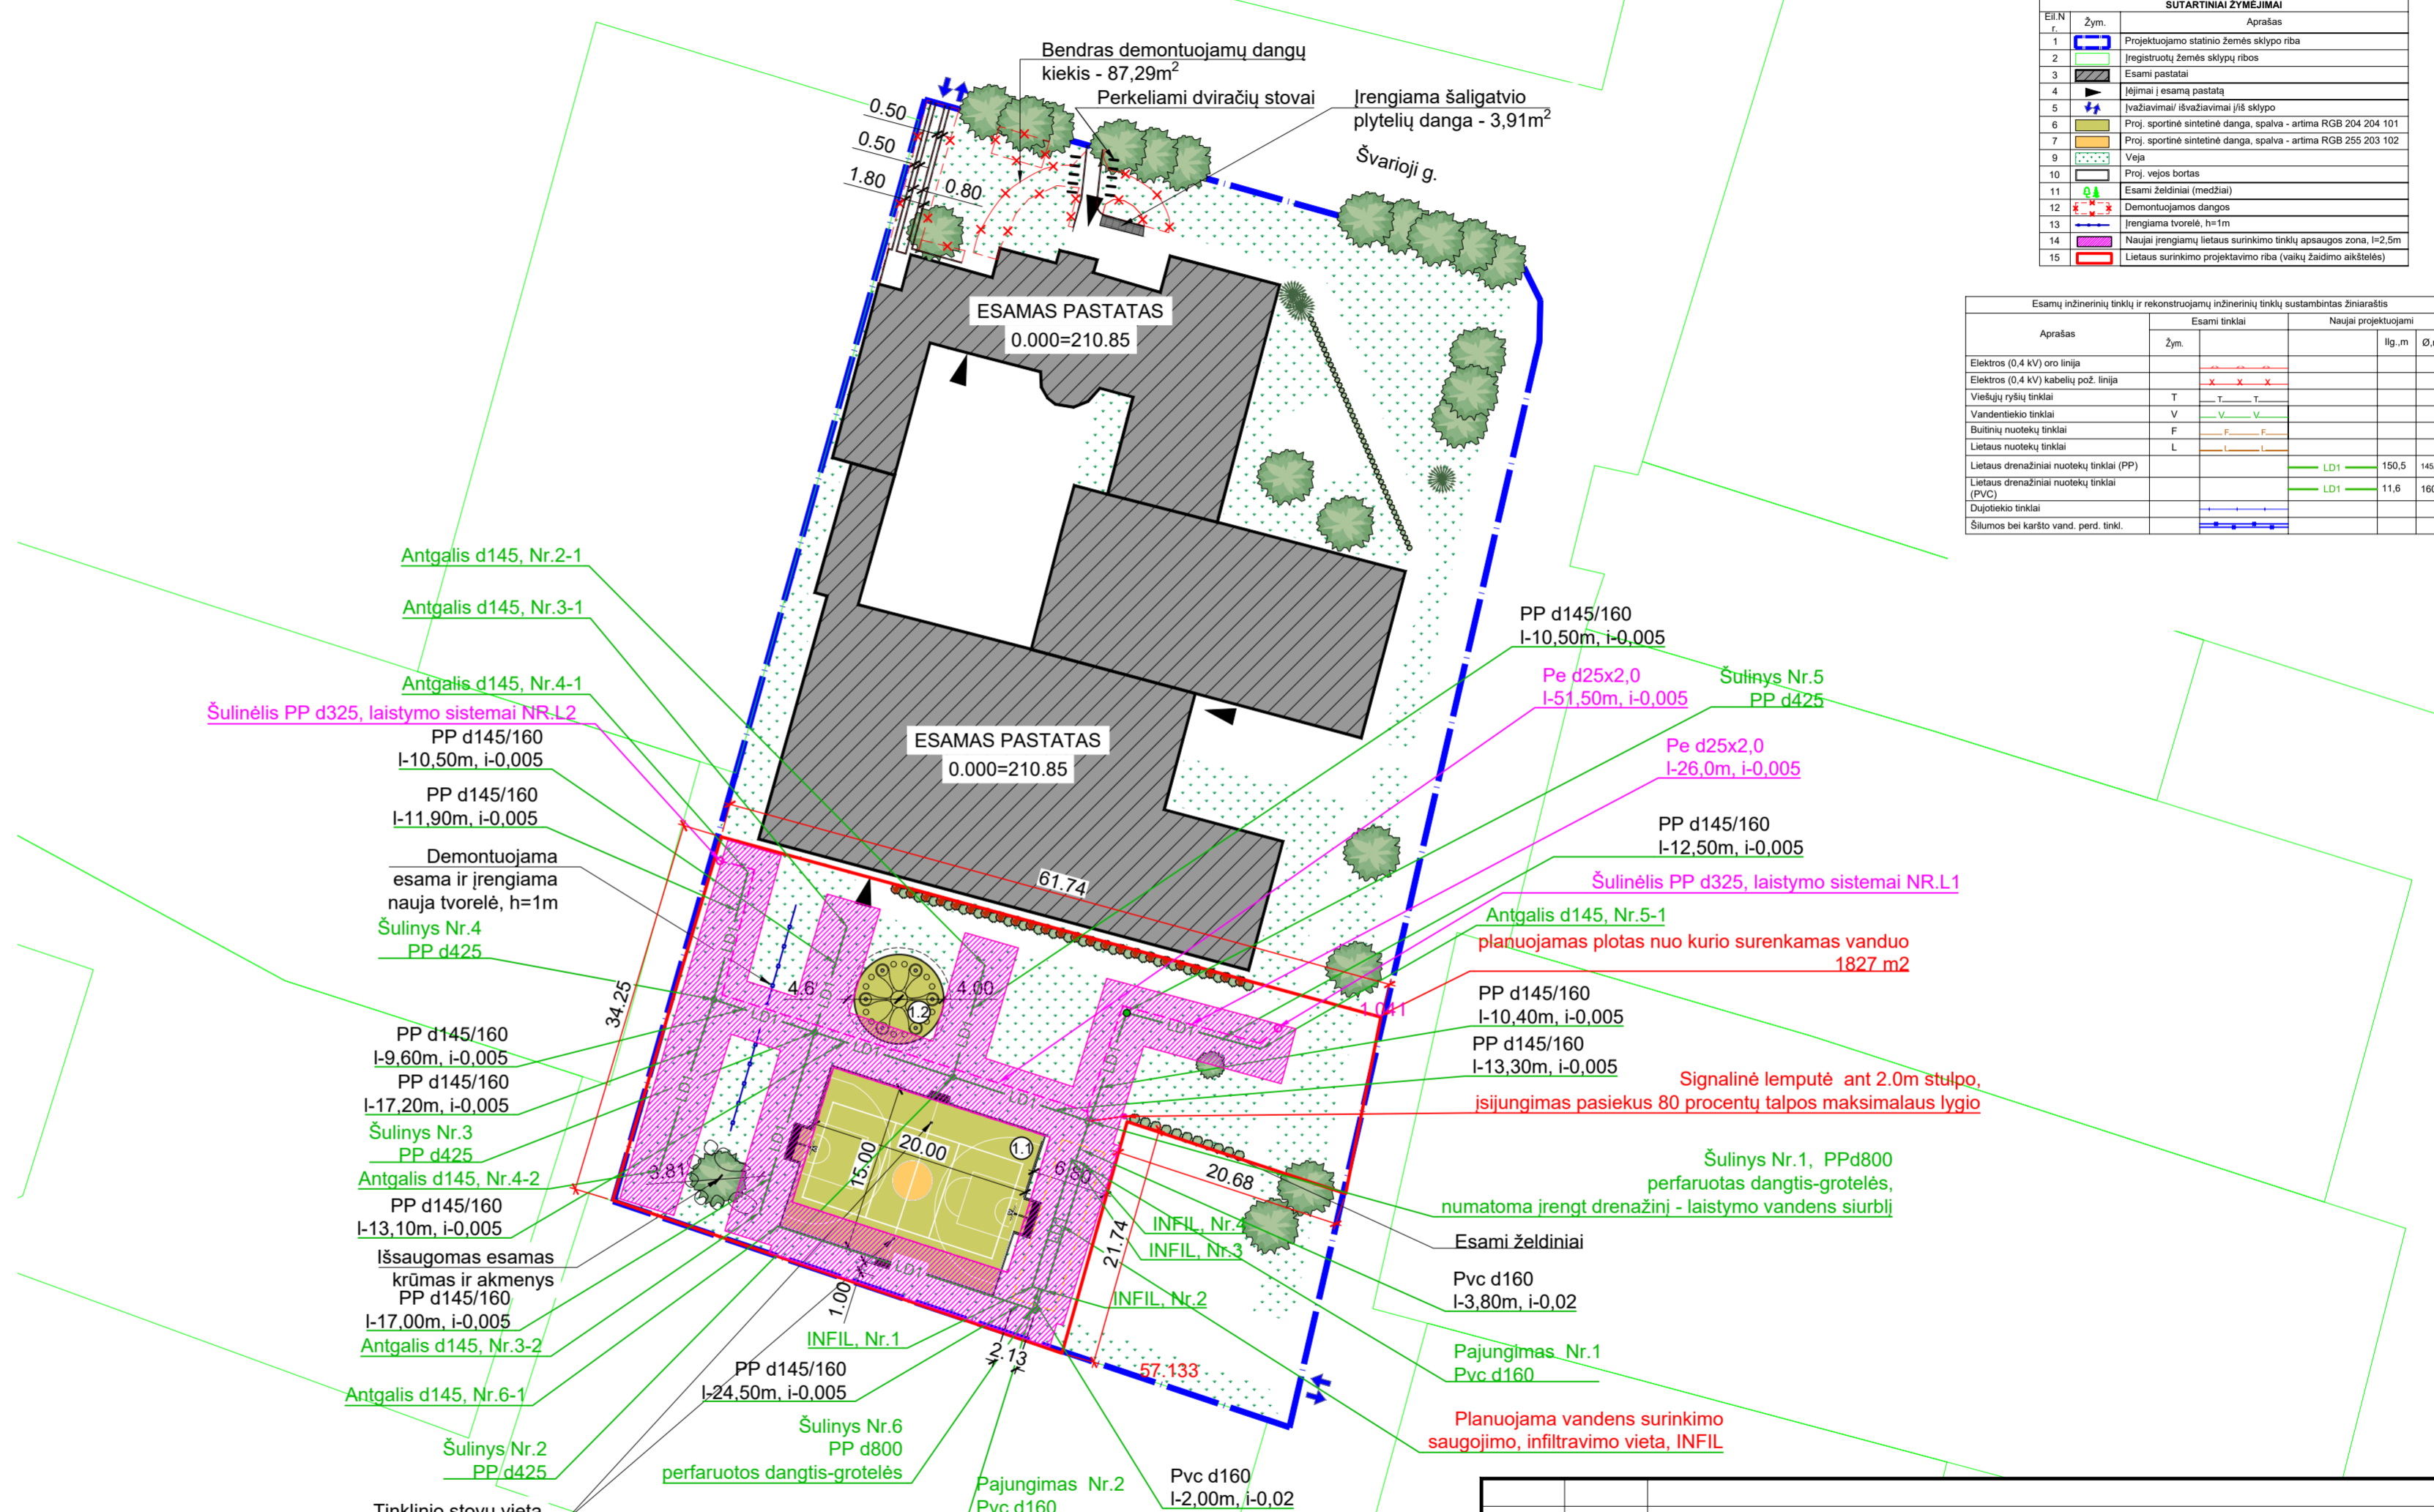 SUTARTINIAI ŽYMĖJIMAI
Eil.N r. Žym. Aprašas
1 Projektuojamo statinio žemės sklypo riba
2 Įregistruotų žemės sklypų ribos
3 Esami pastatai
4 Įėjimai į esamą pastatą
5 Įvažiavimai/ išvažiavimai į/iš sklypo
6 Proj. sportinė sintetinė danga, spalva - artima RGB 204 204 101
7 Proj. sportinė sintetinė danga, spalva - artima RGB 255 203 102
9 Veja
10 Proj. vejos bortas
11 Esami želdiniai (medžiai)
12 Demontuojamos dangos
13 Įrengiama tvorelė, h=1m
14 Naujai įrengiamų lietaus surinkimo tinklų apsaugos zona, l=2,5m
15 Lietaus surinkimo projektavimo riba (vaikų žaidimo aikštelės)
Esamų inžinerinių tinklų ir rekonstruojamų inžinerinių tinklų sustambintas žiniaraštis
Aprašas Esami tinklai Naujai projektuojami
Žym. Ilg.,m
Elektros (0,4 kV) oro linija
Elektros (0,4 kV) kabelių pož. linija X X X
Viešųjų ryšių tinklai T T T
Vandentiekio tinklai V V V
Buitinių nuotekų tinklai F F F
Lietaus nuotekų tinklai L L L
Lietaus drenažiniai nuotekų tinklai (PP) LD1 150,5
Lietaus drenažiniai nuotekų tinklai
(PVC) LD1 11,6
Dujotiekio tinklai
Šilumos bei karšto vand. perd. tinkl.
Bendras demontuojamų dangų
kiekis - 87,29m2
Perkeliami dviračių stovai
Įrengiama šaligatvio
plytelių danga - 3,91m2
Švarioji g.
0.50
0.50
1.80
0.80
ESAMAS PASTATAS
0.000=210.85
ESAMAS PASTATAS
0.000=210.85
Antgalis d145, Nr.2-1
Antgalis d145, Nr.3-1
Antgalis d145, Nr.4-1
Šulinėlis PP d325, laistymo sistemai NR.L2
PP d145/160
l-10,50m, i-0,005
PP d145/160
l-11,90m, i-0,005
Demontuojama
esama ir įrengiama
nauja tvorelė, h=1m
Šulinys Nr.4
PP d425
PP d145/160
l-9,60m, i-0,005
PP d145/160
l-17,20m, i-0,005
Šulinys Nr.3
PP d425
Antgalis d145, Nr.4-2
PP d145/160
l-13,10m, i-0,005
Išsaugomas esamas
krūmas ir akmenys
PP d145/160
l-17,00m, i-0,005
Antgalis d145, Nr.3-2
Antgalis d145, Nr.6-1
Šulinys Nr.2
PP d425
Tinklinio stovų vieta
PP d145/160
l-10,50m, i-0,005
Pe d25x2,0
l-51,50m, i-0,005
Šulinys Nr.5
PP d425
Pe d25x2,0
l-26,0m, i-0,005
PP d145/160
l-12,50m, i-0,005
Šulinėlis PP d325, laistymo sistemai NR.L1
Antgalis d145, Nr.5-1
planuojamas plotas nuo kurio surenkamas vanduo
1827 m2
PP d145/160
l-10,40m, i-0,005
PP d145/160
l-13,30m, i-0,005
Signalinė lemputė ant 2.0m stulpo,
įsijungimas pasiekus 80 procentų talpos maksimalaus lygio
Šulinys Nr.1, PPd800
perfaruotas dangtis-grotelės,
numatoma įrengt drenažinį - laistymo vandens siurblį
Esami želdiniai
Pvc d160
l-3,80m, i-0,02
Pajungimas Nr.1
Pvc d160
Planuojama vandens surinkimo
saugojimo, infiltravimo vieta, INFIL
61.74
34.25
4.6
4.00
1.2
1.041
LD1
LD1
LD1
LD1
LD1
LD1
LD1
LD1
LD1
LD1
LD1
20.00
15.00
1.1
3.81
6.80
20.68
21.74
1.00
2.13
57.133
INFIL, Nr.4
INFIL, Nr.3
INFIL, Nr.2
INFIL, Nr.1
PP d145/160
l-24,50m, i-0,005
Šulinys Nr.6
PP d800
perfaruotos dangtis-grotelės
Pajungimas Nr.2
Pvc d160
Pvc d160
l-2,00m, i-0,02